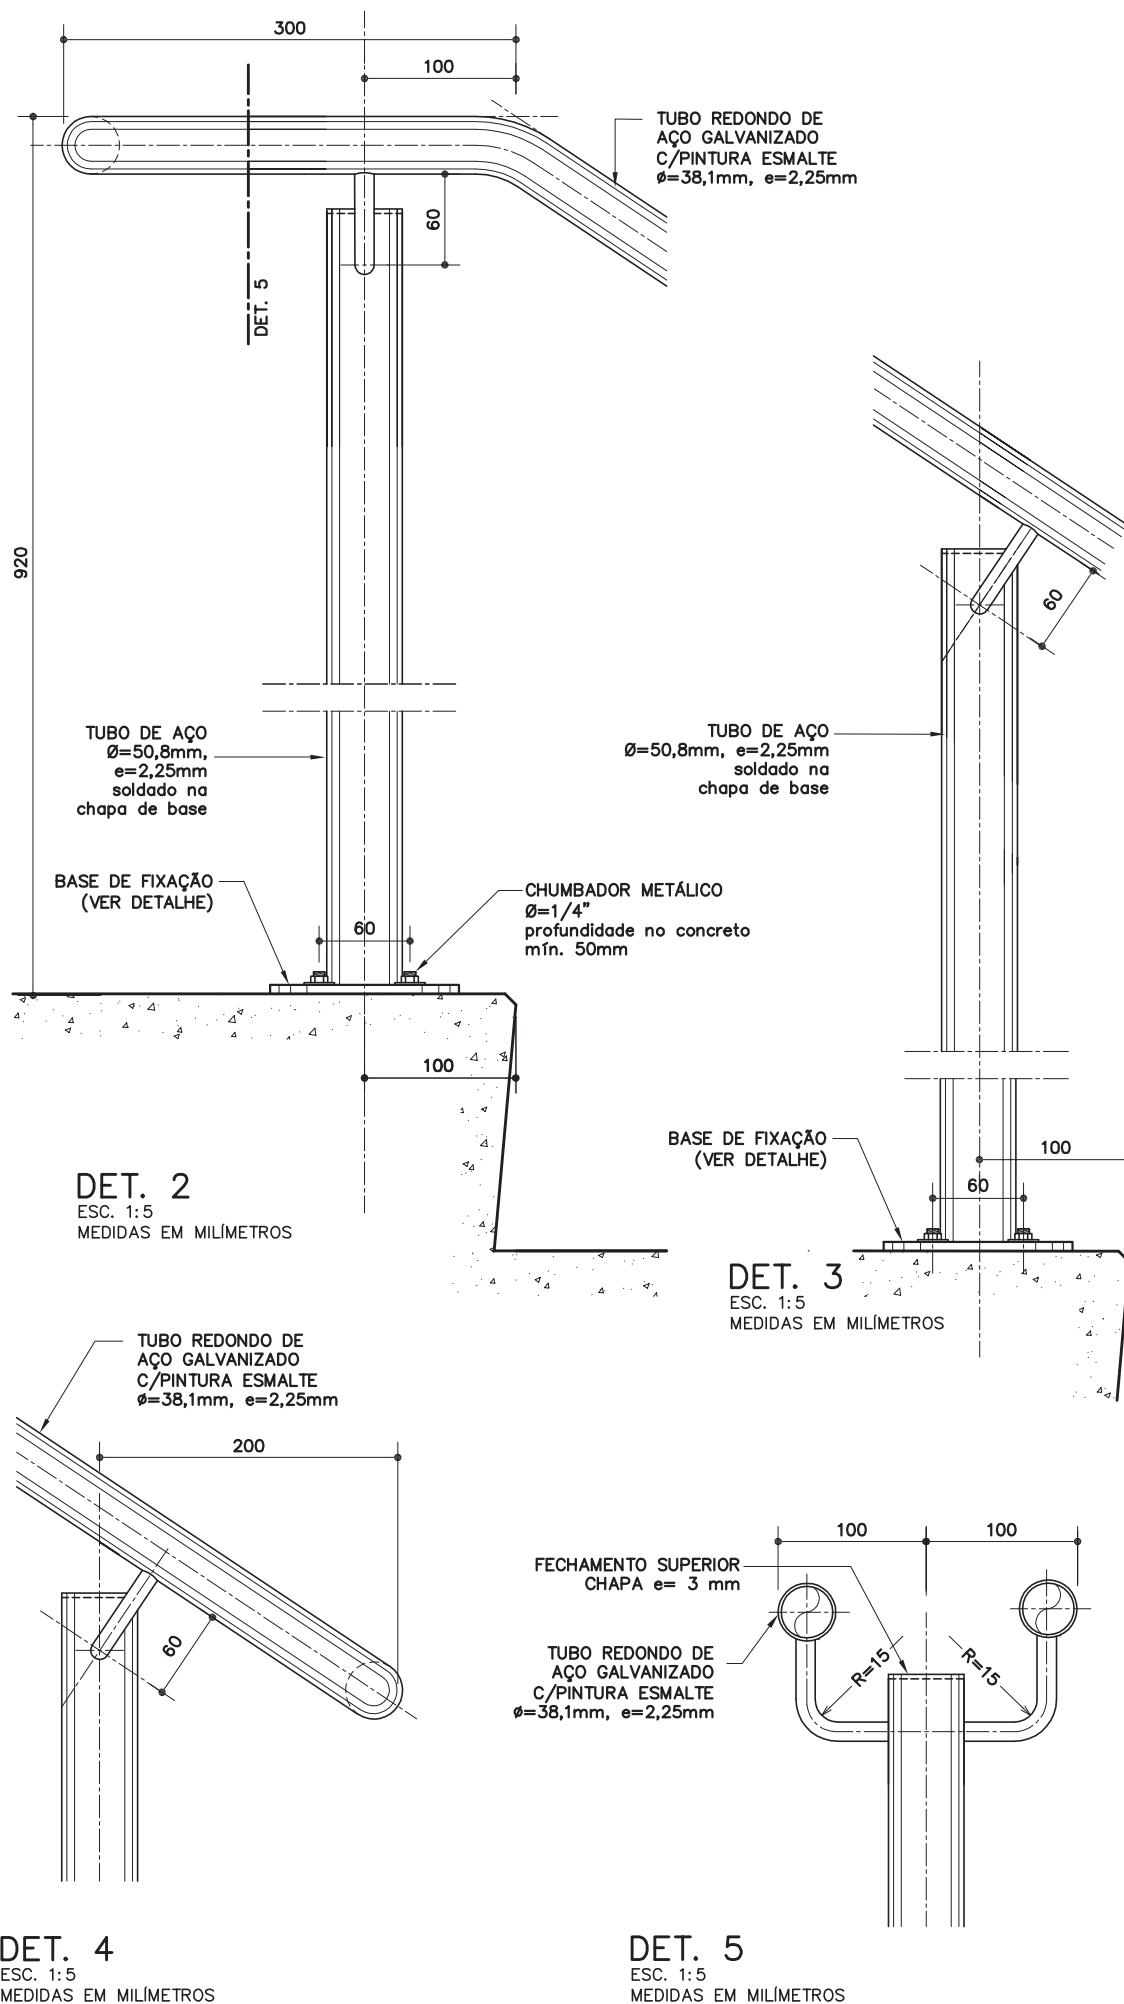 300
100
TUBO REDONDO DE
AÇO GALVANIZADO
C/PINTURA ESMALTE
ø=38,1mm, e=2,25mm
60
DET. 5
920
60
TUBO DE AÇO
Ø=50,8mm,
e=2,25mm
soldado na
chapa de base
TUBO DE AÇO
Ø=50,8mm, e=2,25mm
soldado na
chapa de base
BASE DE FIXAÇÃO
(VER DETALHE)
CHUMBADOR METÁLICO
Ø=1/4"
profundidade no concreto
mín. 50mm
60
100
BASE DE FIXAÇÃO
(VER DETALHE)
100
60
DET. 2
ESC. 1:5
MEDIDAS EM MILÍMETROS
DET. 3
ESC. 1:5
MEDIDAS EM MILÍMETROS
TUBO REDONDO DE
AÇO GALVANIZADO
C/PINTURA ESMALTE
ø=38,1mm, e=2,25mm
200
60
100
100
FECHAMENTO SUPERIOR
CHAPA e= 3 mm
TUBO REDONDO DE
AÇO GALVANIZADO
C/PINTURA ESMALTE
ø=38,1mm, e=2,25mm
R=15
R=15
DET. 4
ESC. 1:5
MEDIDAS EM MILÍMETROS
DET. 5
ESC. 1:5
MEDIDAS EM MILÍMETROS